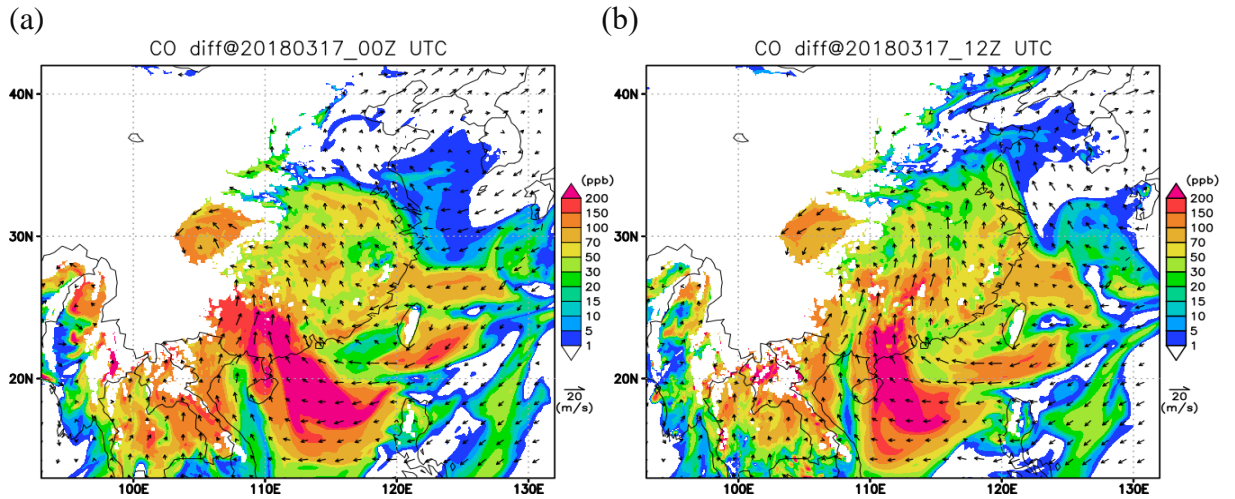 (a)
CO diff@20180317_00Z UTC
40N
30N
20N
100E 110E 120E 130E
(ppb)
200
150
100
70
50
30
20
15
10
5
1
20
(m/s)
(b)
CO diff@20180317_12Z UTC
40N
30N
20N
100E 110E 120E 130E
(ppb)
200
150
100
70
50
30
20
15
10
5
1
20
(m/s)